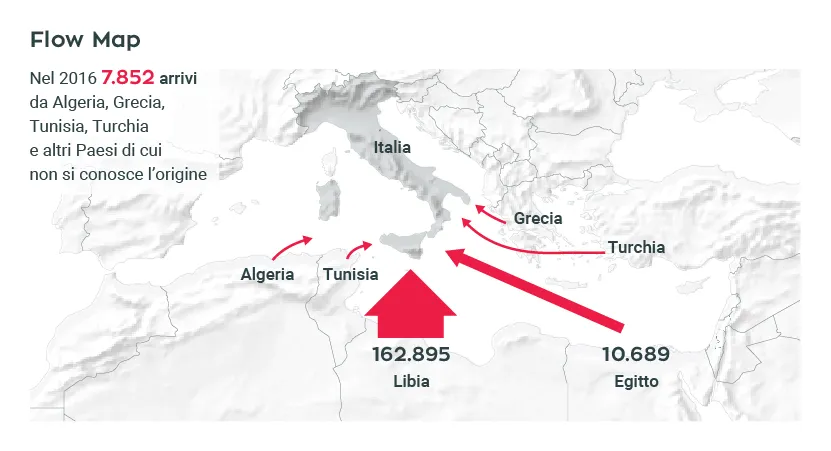 Flow Map
Nel 2016 7.852 arrivi
da Algeria, Grecia,
Tunisia, Turchia
e altri Paesi di cui
non si conosce l'origine
Italia
Grecia
Turchia
Algeria
Tunisia
162.895
Libia
10.689
Egitto